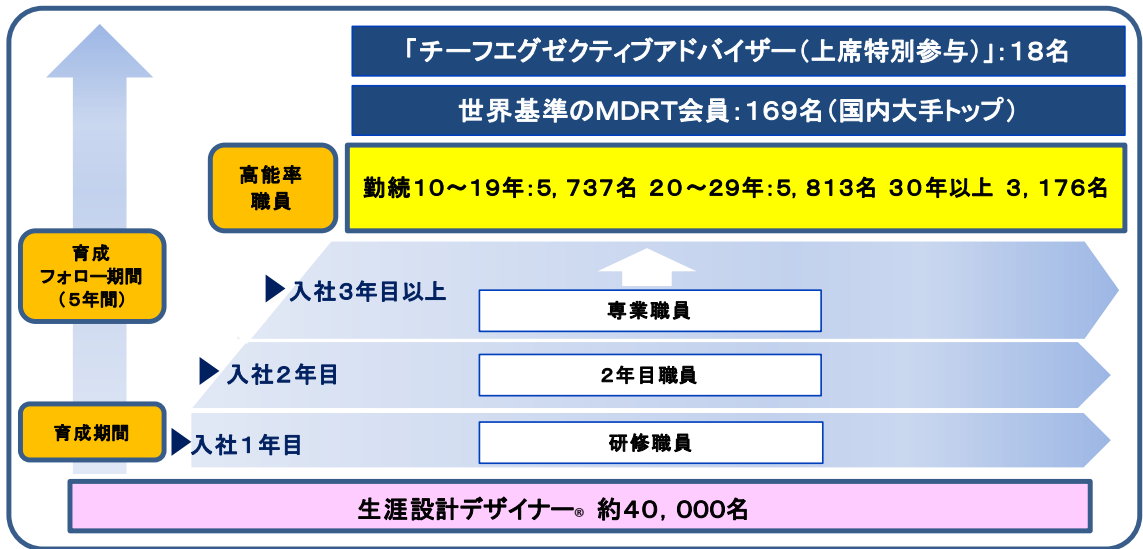 「チーフエグゼクティブアドバイザー（上席特別参与）」：18名
世界基準のＭＤＲＴ会員：169名（国内大手トップ）
高能率
職員
勤続１０～１９年：５，７３７名 ２０～２９年：５，８１３名 ３０年以上 ３，１７６名
育成
フォロー期間
（５年間）
▶入社３年目以上
専業職員
▶入社２年目
２年目職員
育成期間
▶入社１年目
研修職員
生涯設計デザイナー® 約４０，０００名